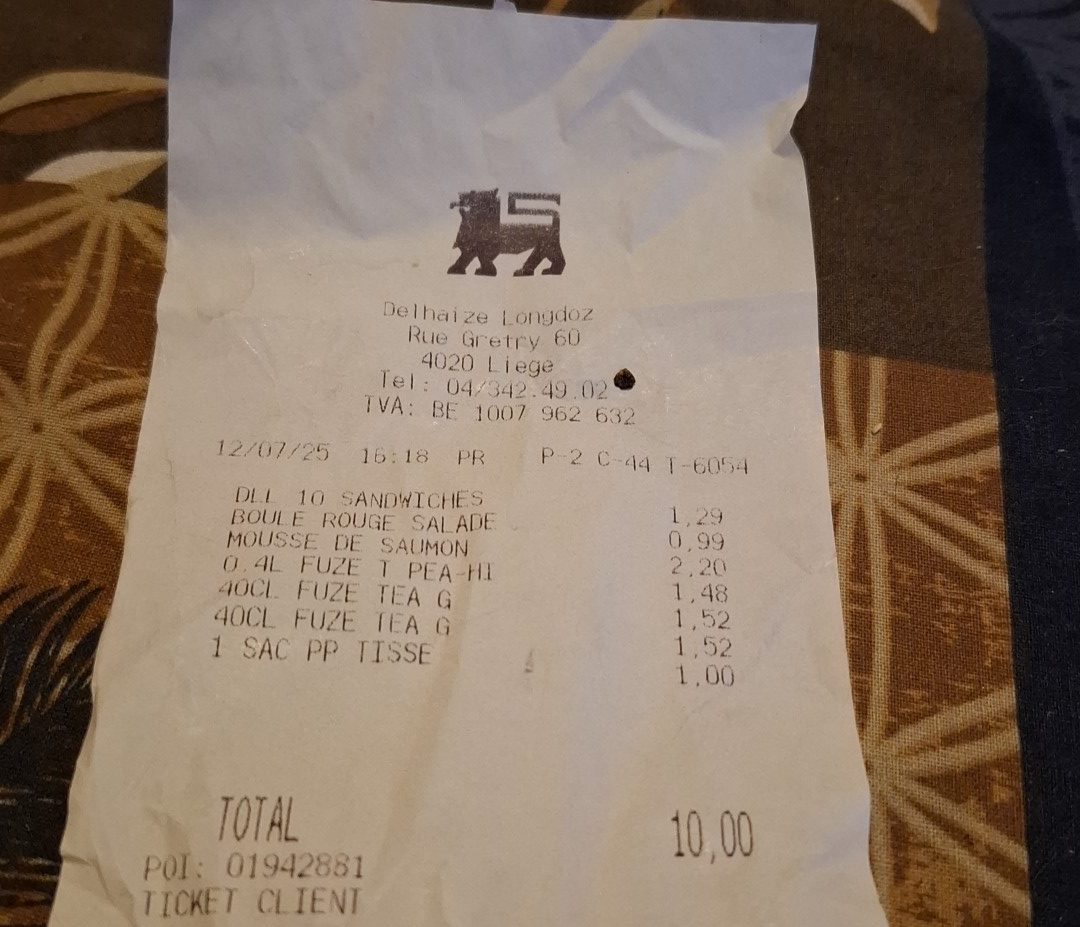 Delhaize Longdoz
Rue Gretry 60
4020 Liege
Tel: 04/342.49.02
TVA: BE 1007 962 632
12/07/25 16:18 PR P-2 C-44 T-6054
DLL 10 SANDWICHES 1,29
BOULE ROUGE SALADE 0,99
MOUSSE DE SAUMON 2,20
0.4L FUZE T PEA-HI 1,48
40CL FUZE TEA G 1,52
40CL FUZE TEA G 1,52
1 SAC PP TISSE 1,00
TOTAL 10,00
POI: 01942881
TICKET CLIENT